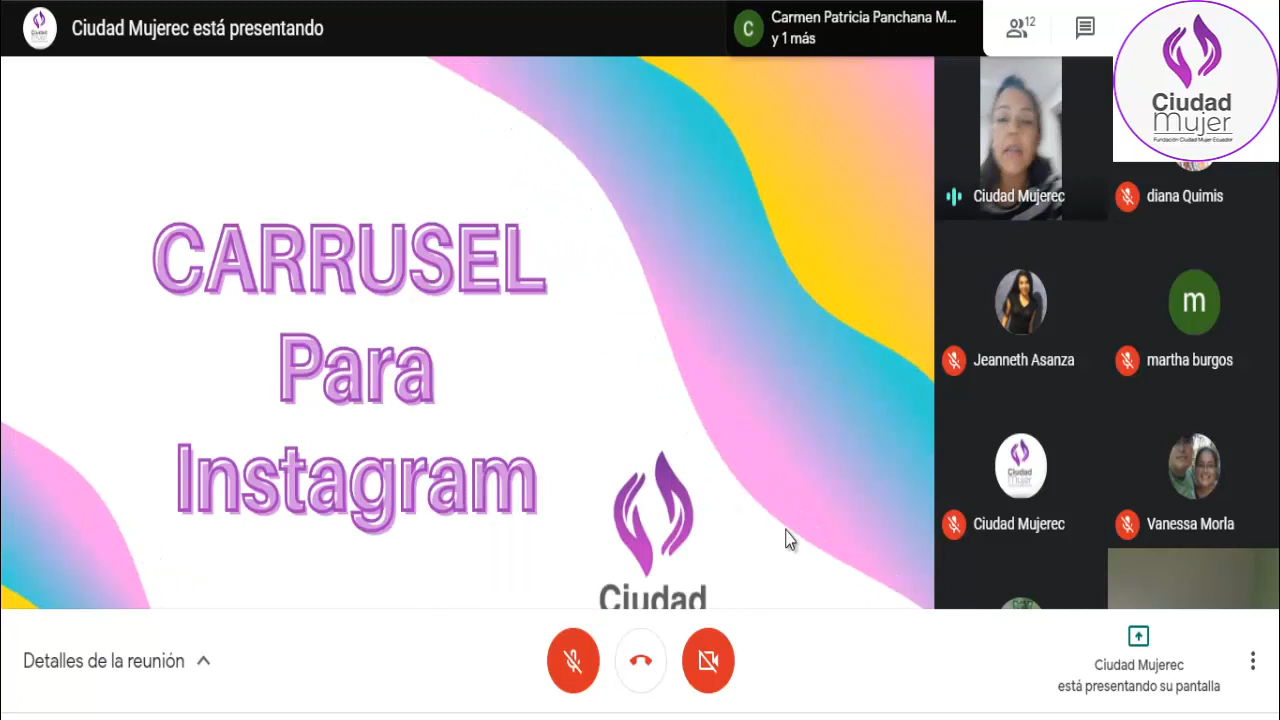 Ciudad Mujerec está presentando
C
Carmen Patricia Panchana M...
y 1 más
12
Ciudad
Mujer
Fundación Ciudad Mujer Ecuador
CARRUSEL
Para
Instagram
Ciudad
Ciudad Mujerec
diana Quimis
Jeanneth Asanza
m
martha burgos
Ciudad
Mujer
Ciudad Mujerec
Vanessa Morla
Detalles de la reunión
Ciudad Mujerec
está presentando su pantalla